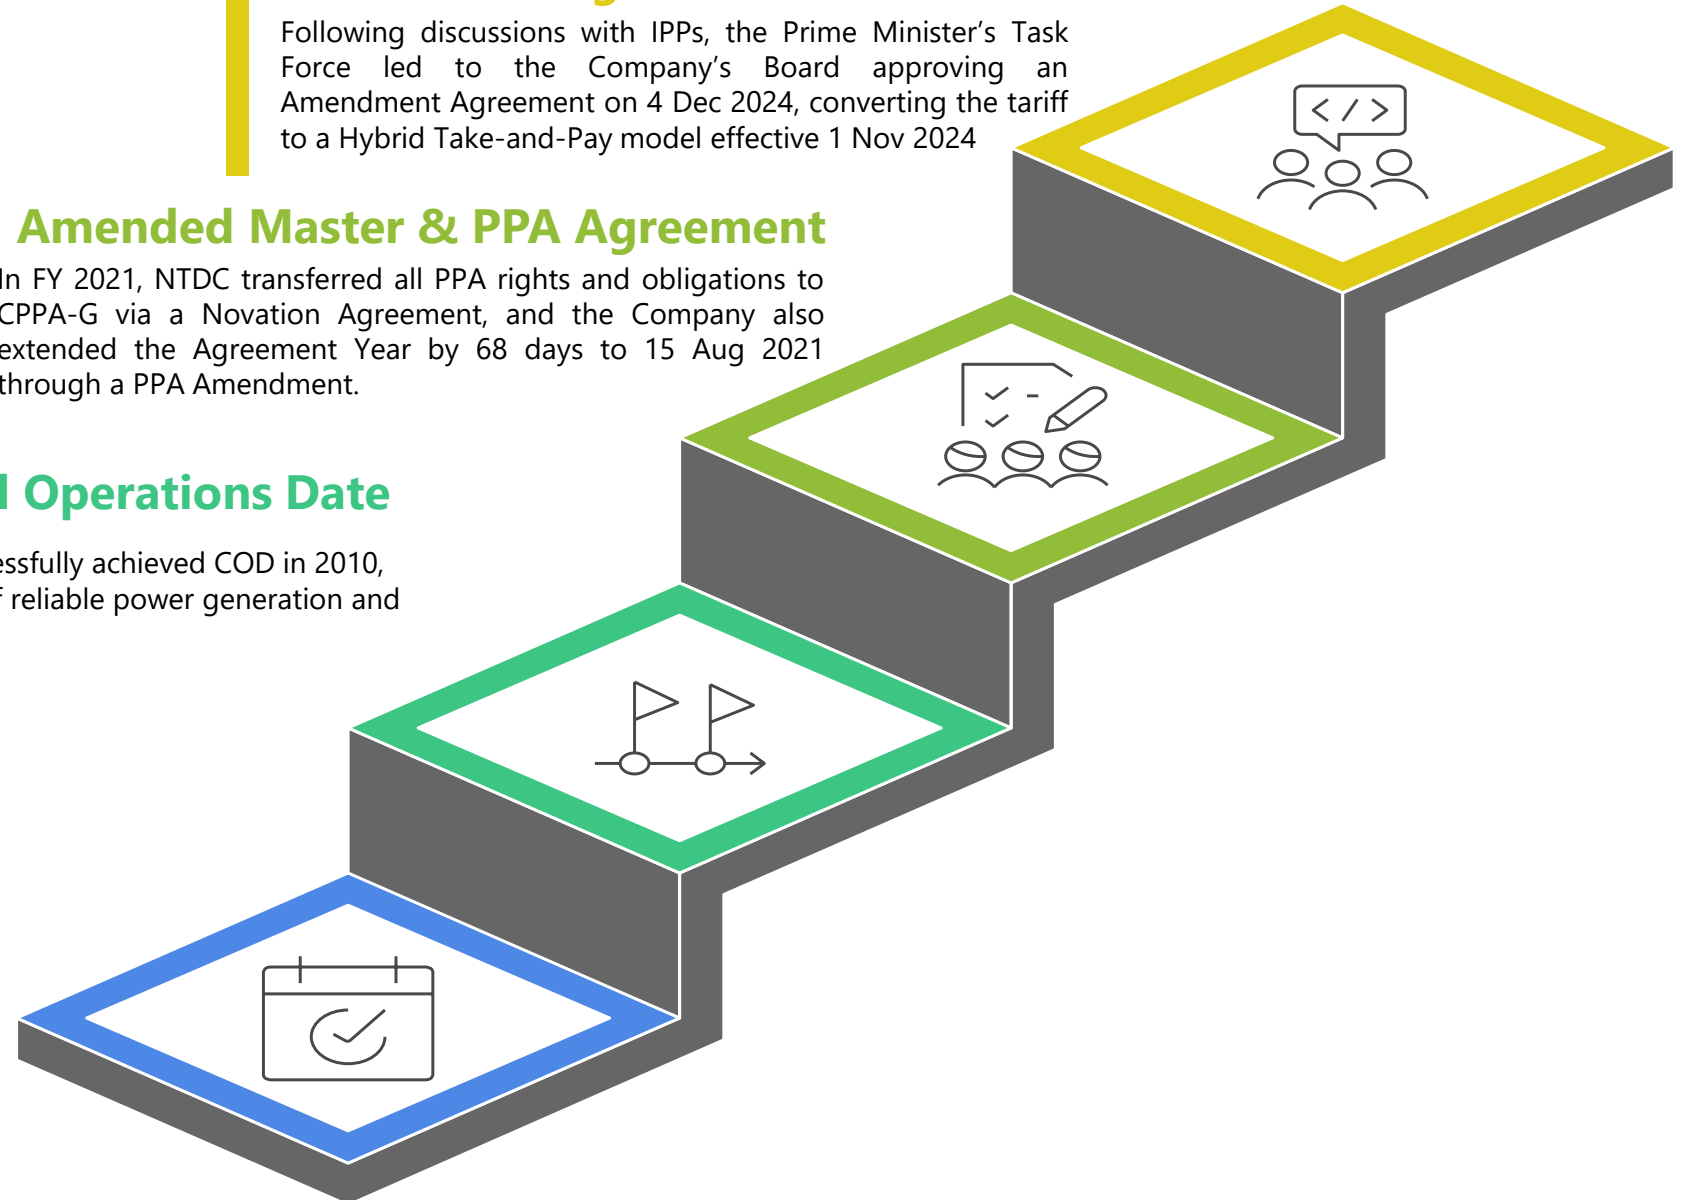 Following discussions with IPPs, the Prime Minister’s Task
Force led to the Company’s Board approving an
Amendment Agreement on 4 Dec 2024, converting the tariff
to a Hybrid Take-and-Pay model effective 1 Nov 2024
</>
Amended Master & PPA Agreement
In FY 2021, NTDC transferred all PPA rights and obligations to
CPPA-G via a Novation Agreement, and the Company also
extended the Agreement Year by 68 days to 15 Aug 2021
through a PPA Amendment.
Operations Date
achieved COD in 2010,
reliable power generation and